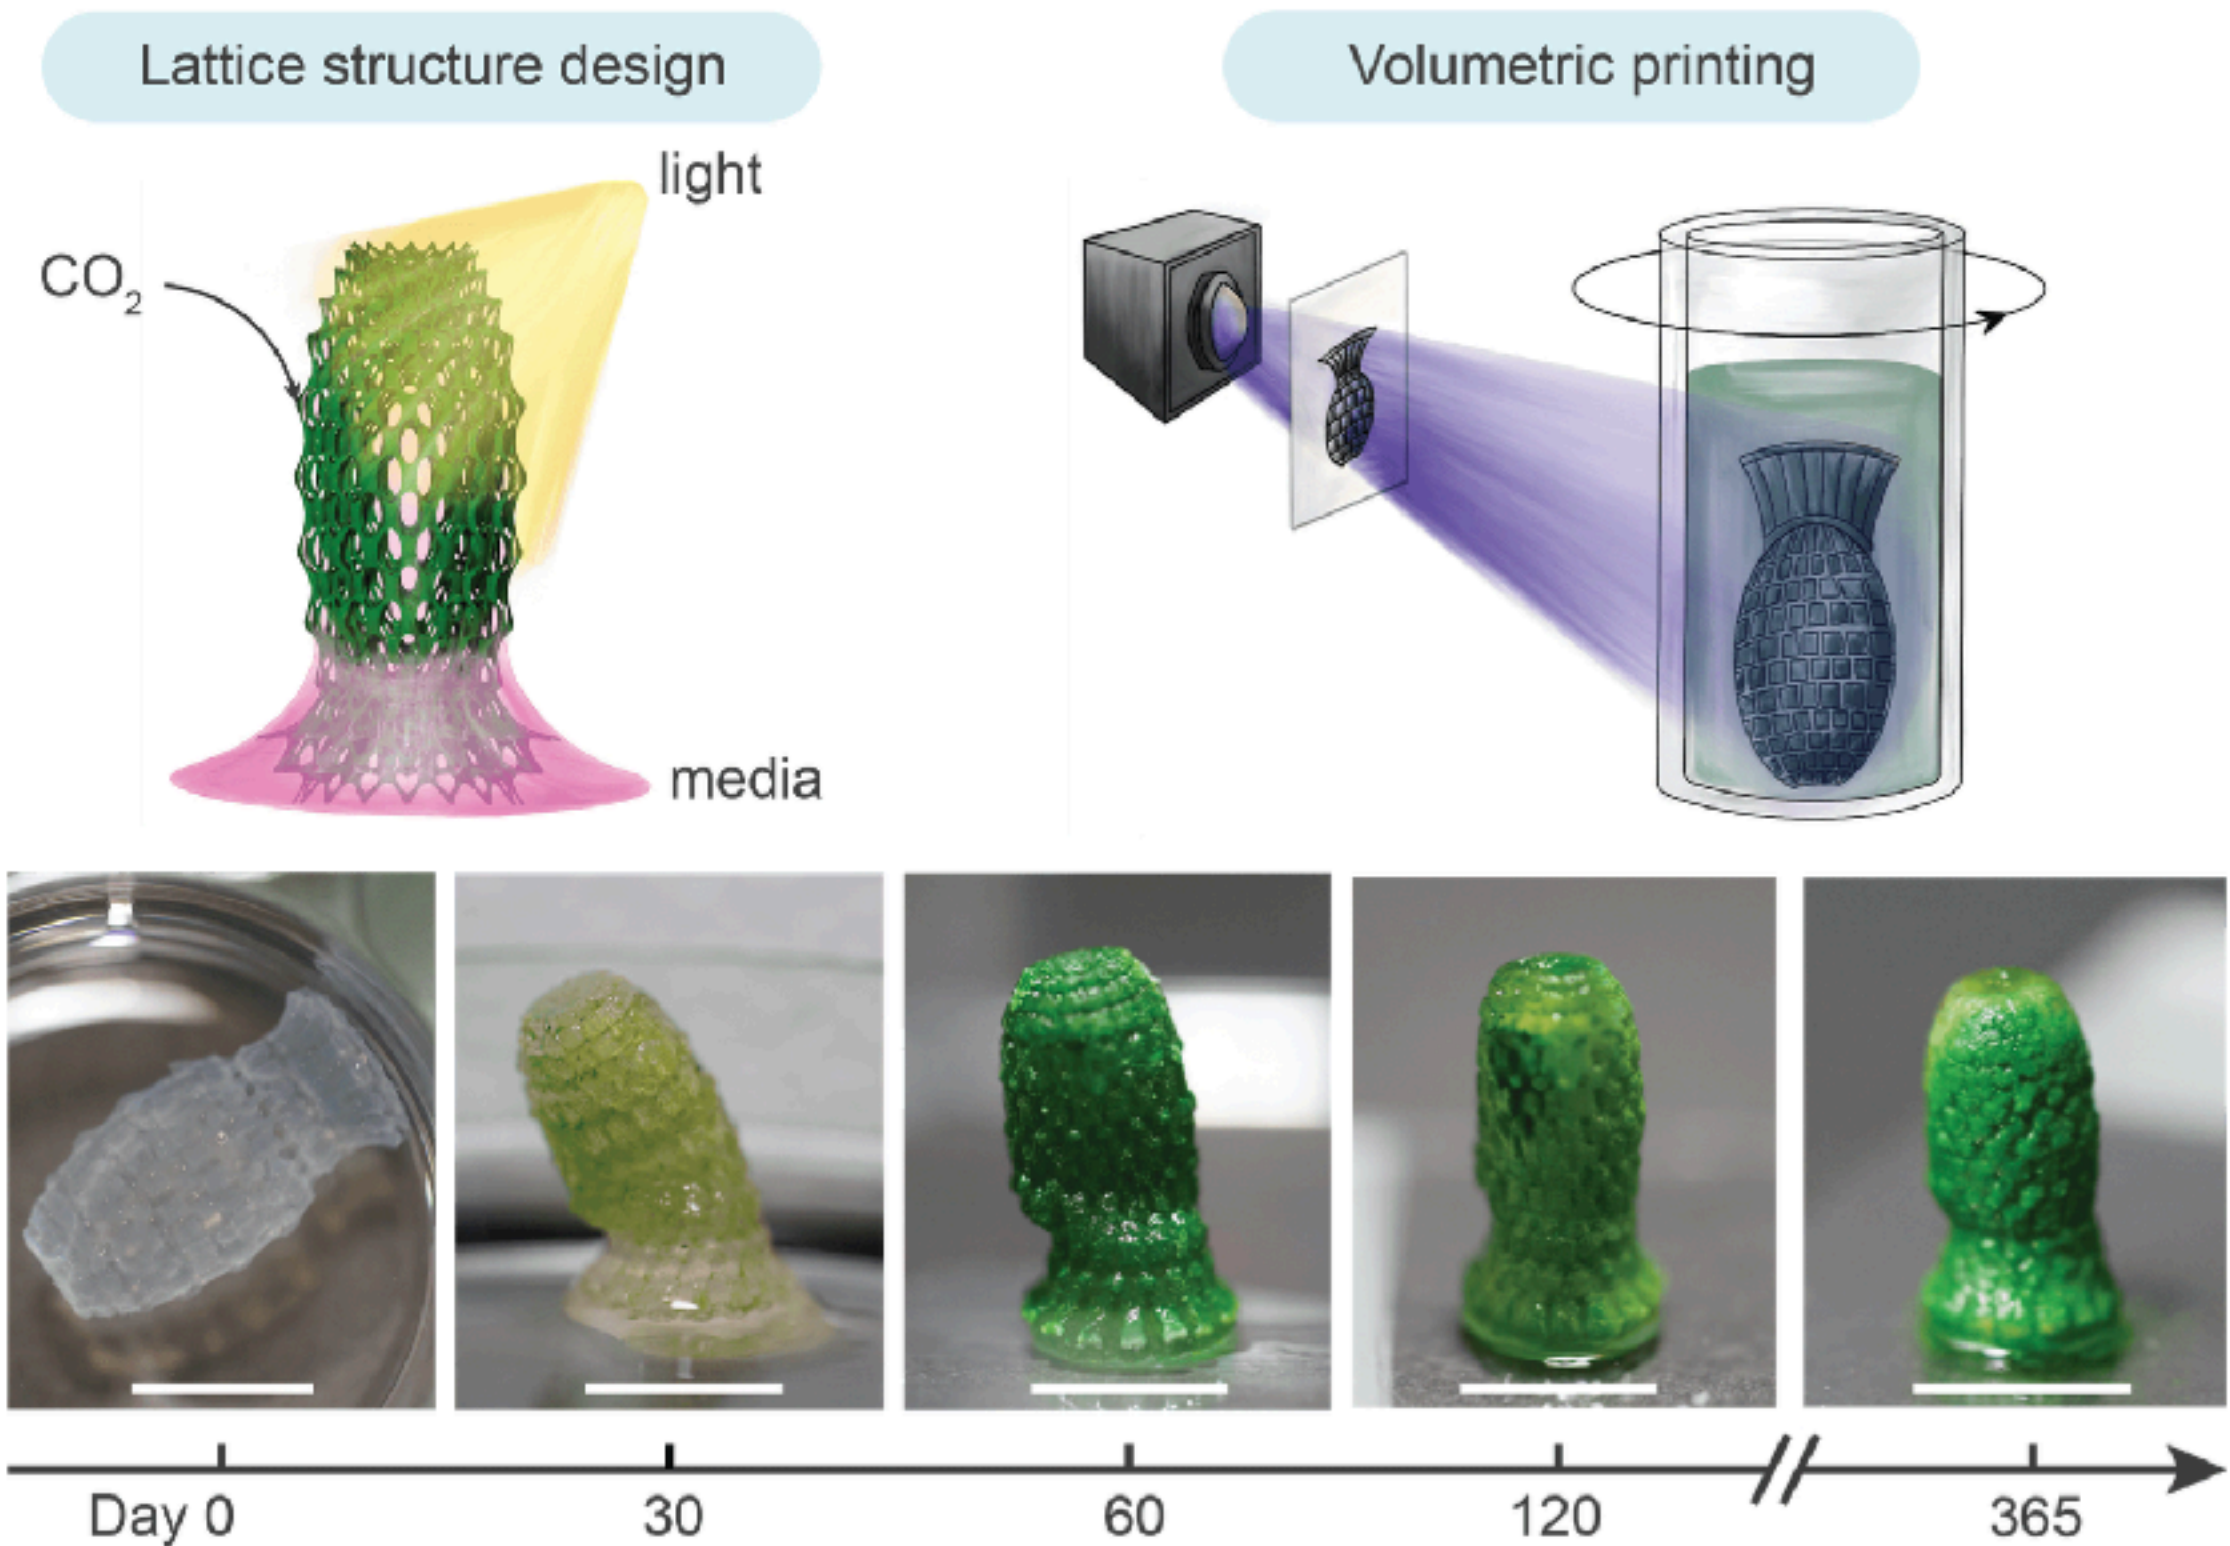 Lattice structure design
Volumetric printing
light
CO₂
media
Day 0
30
60
120
365